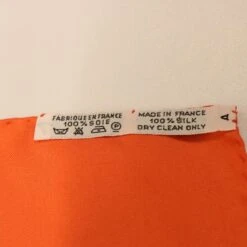 FABRIQUE EN FRANCE
100% SOIE
MADE IN FRANCE
100% SILK
DRY CLEAN ONLY
A